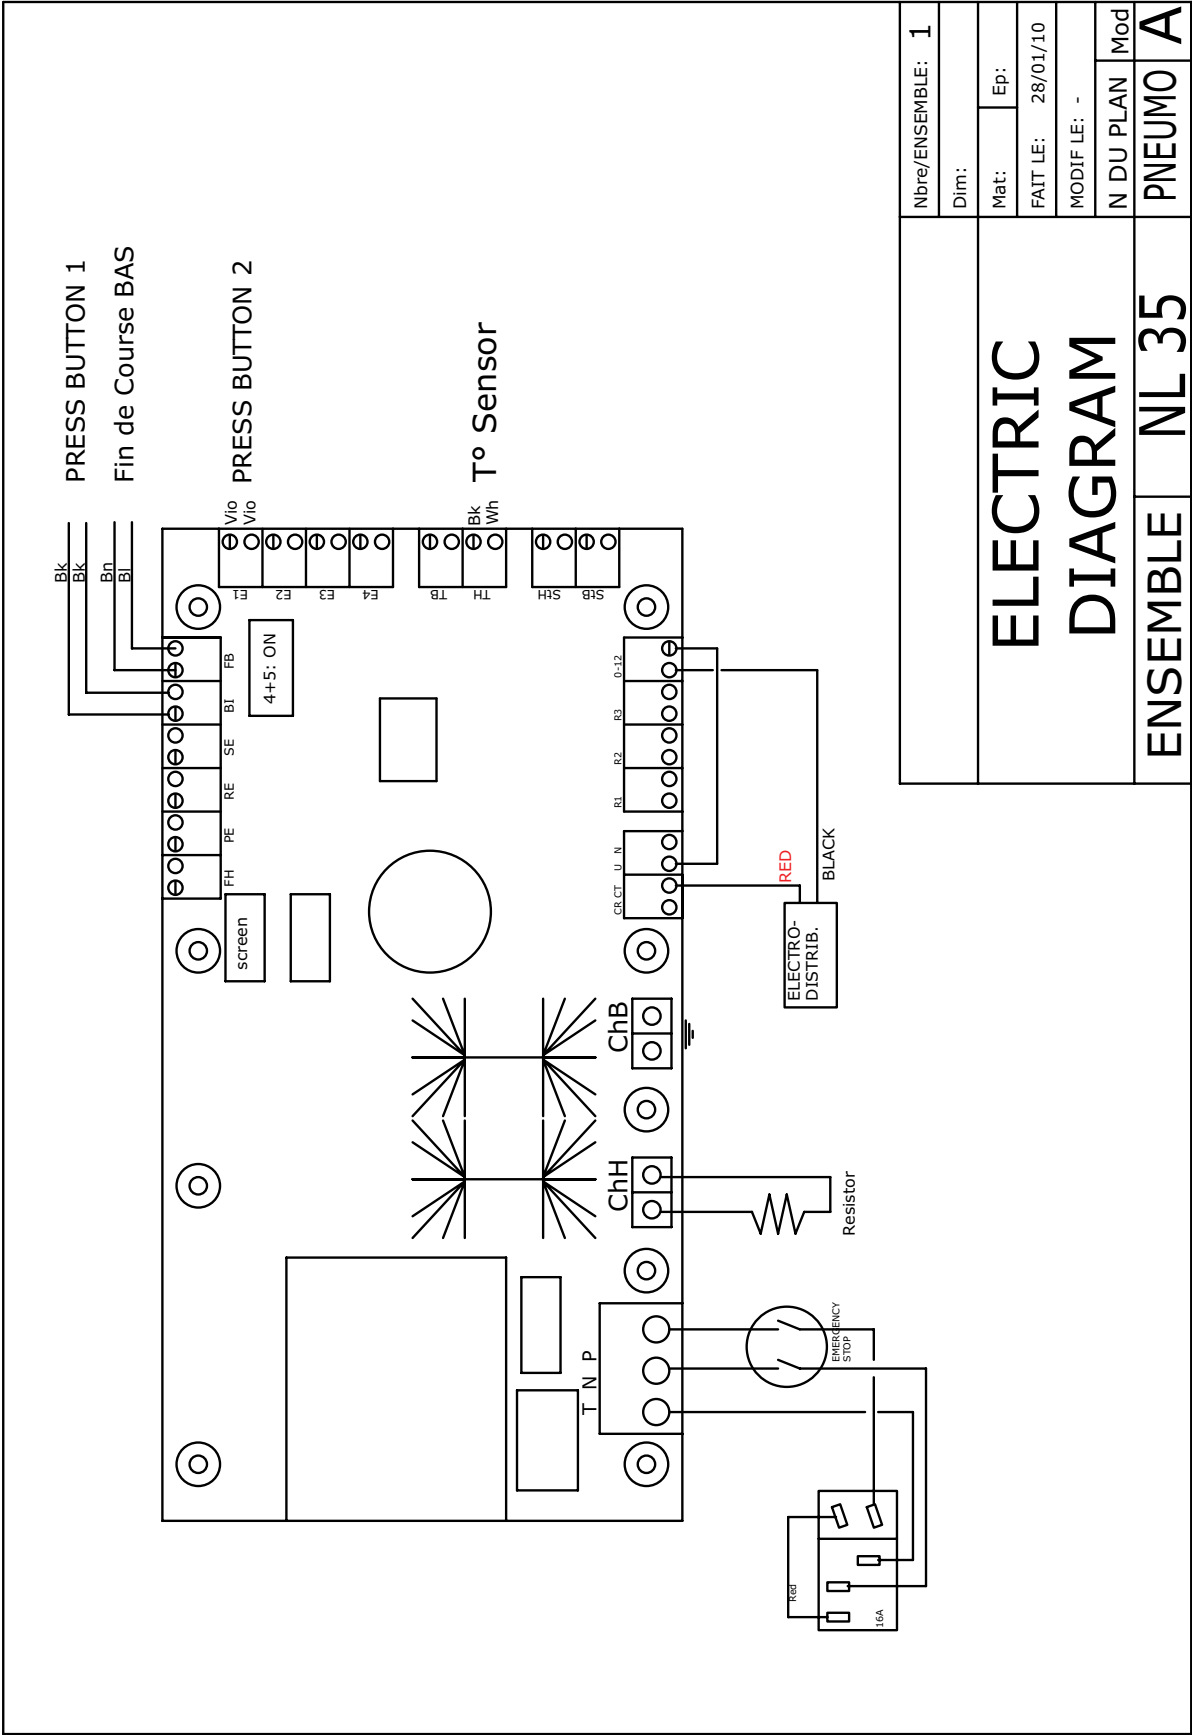 Bk
Bk
Bn
Bl
PRESS BUTTON 1
Fin de Course BAS
Vio
Vio
PRESS BUTTON 2
Bk
Wh
T° Sensor
FH
PE
RE
SE
BI
FB
screen
4+5: ON
E1
E2
E3
E4
TB
TH
StH
StB
T N P
ChH
ChB
CR CT
U N
R1
R2
R3
0-12
Red
16A
EMERGENCY
STOP
Resistor
ELECTRO-
DISTRIB.
RED
BLACK
ELECTRIC
DIAGRAM
Nbre/ENSEMBLE: 1
Dim:
Mat:
Ep:
FAIT LE: 28/01/10
MODIF LE: -
N DU PLAN
Mod
ENSEMBLE
NL 35
PNEUMO
A